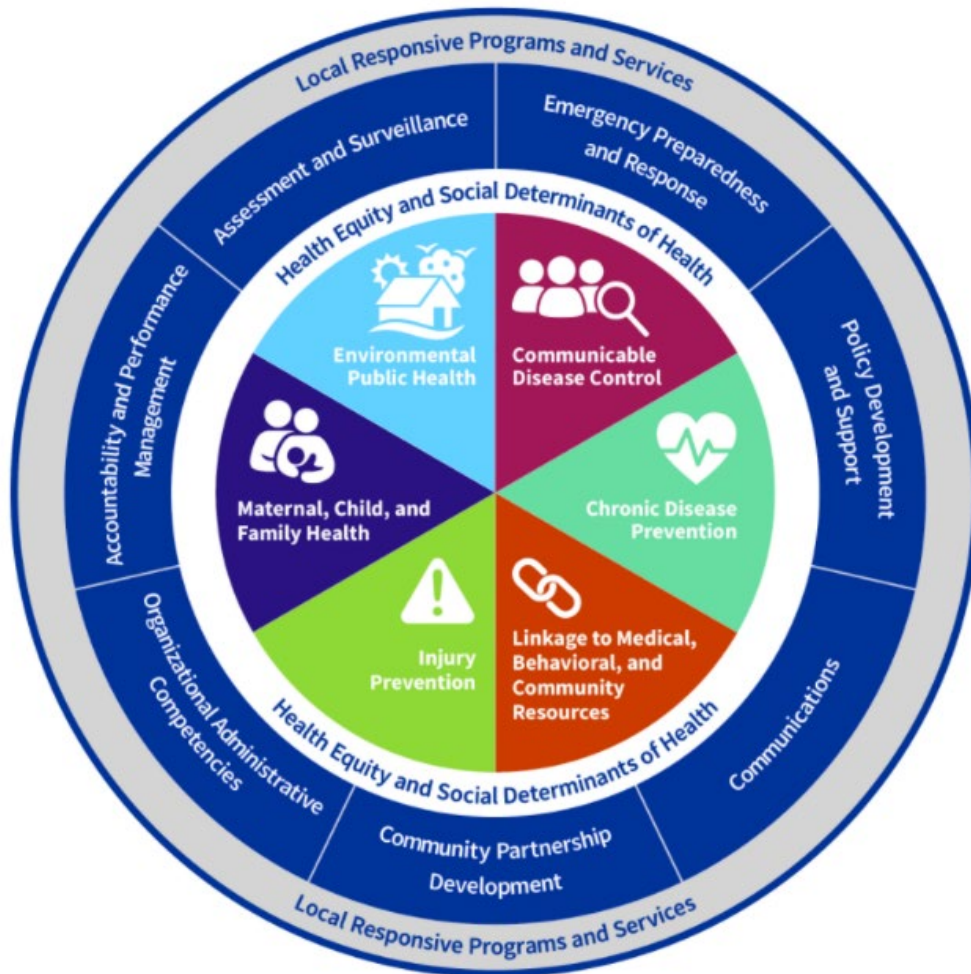 Local Responsive Programs and Services
Assessment and Surveillance
Emergency Preparedness
and Response
Policy Development
and Support
Communications
Community Partnership
Development
Organizational Administrative
Competencies
Accountability and Performance
Management
Health Equity and Social Determinants of Health
Environmental
Public Health
Communicable
Disease Control
Chronic Disease
Prevention
Linkage to Medical,
Behavioral, and
Community
Resources
Injury
Prevention
Maternal, Child, and
Family Health
Health Equity and Social Determinants of Health
Local Responsive Programs and Services